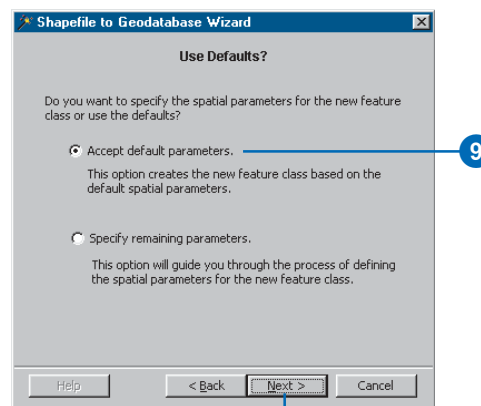 Shapefile to Geodatabase Wizard
Use Defaults?
Do you want to specify the spatial parameters for the new feature
class or use the defaults?
Accept default parameters.
9
This option creates the new feature class based on the
default spatial parameters.
Specify remaining parameters.
This option will guide you through the process of defining
the spatial parameters for the new feature class.
Help
< Back
Next >
Cancel